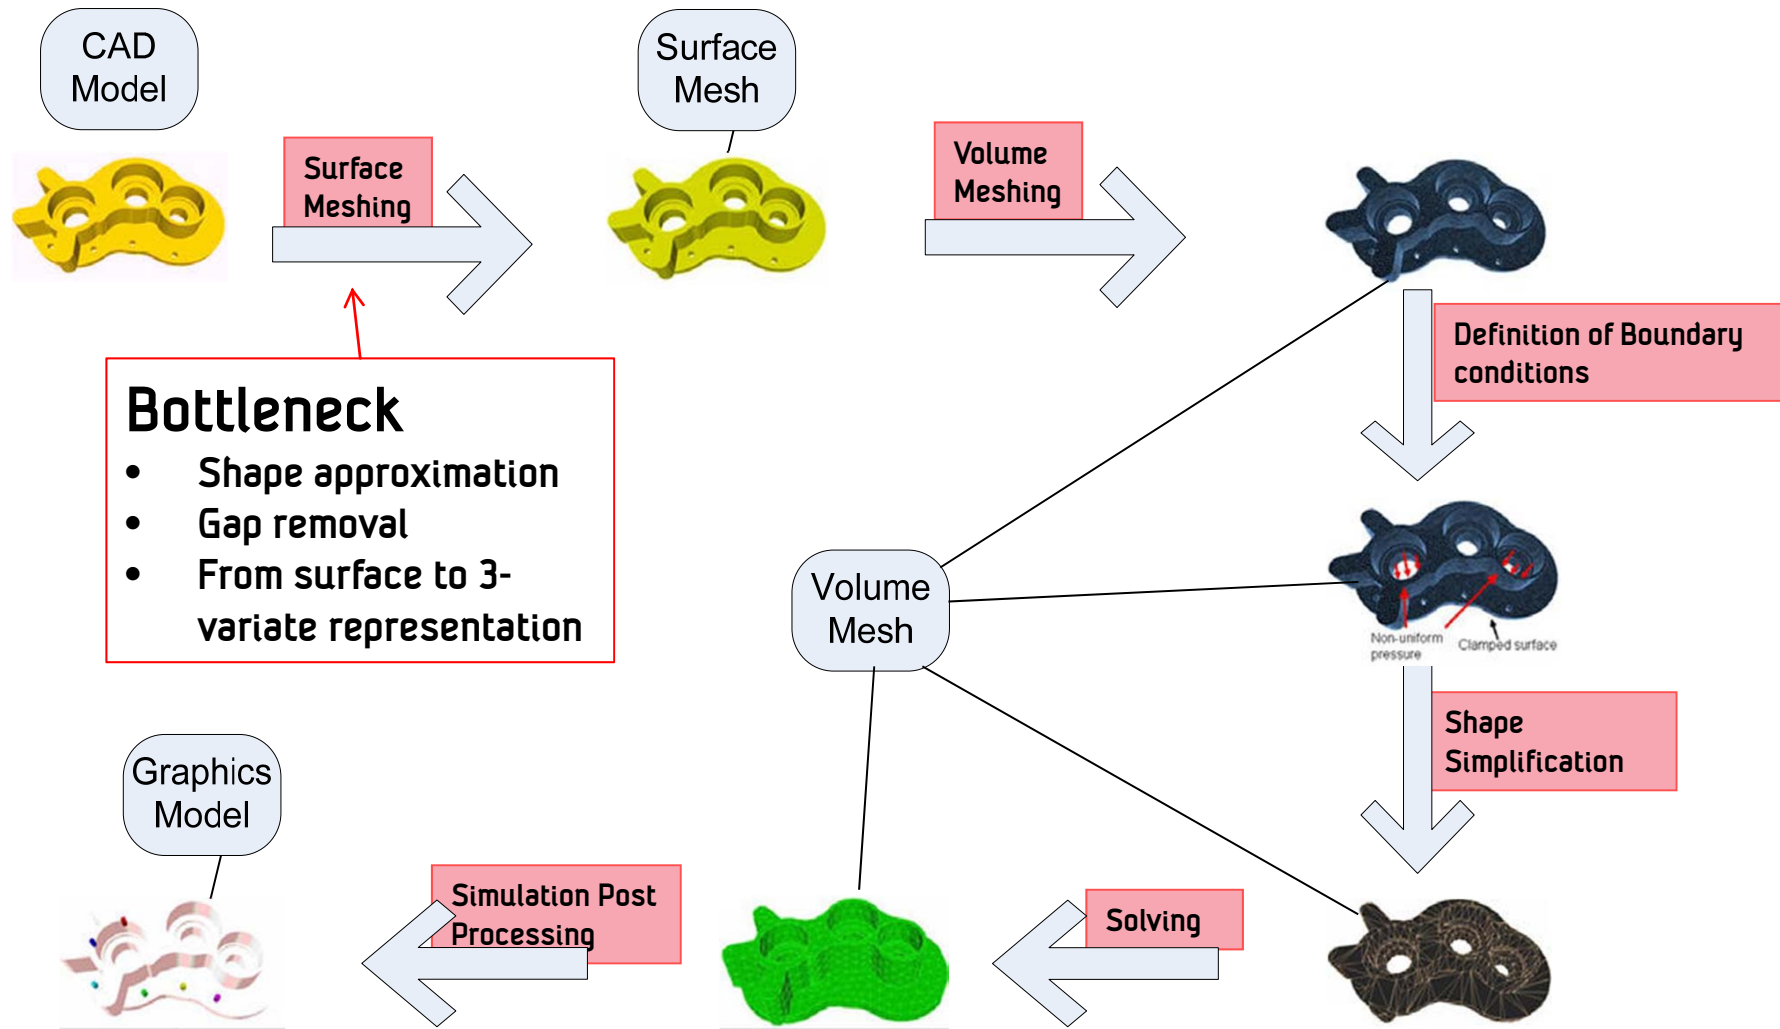 CAD
Model
Surface
Mesh
Surface
Meshing
Volume
Meshing
Definition of Boundary
conditions
Bottleneck
• Shape approximation
• Gap removal
• From surface to 3-
variate representation
Volume
Mesh
Non-uniform
pressure
Clamped surface
Shape
Simplification
Graphics
Model
Simulation Post
Processing
Solving